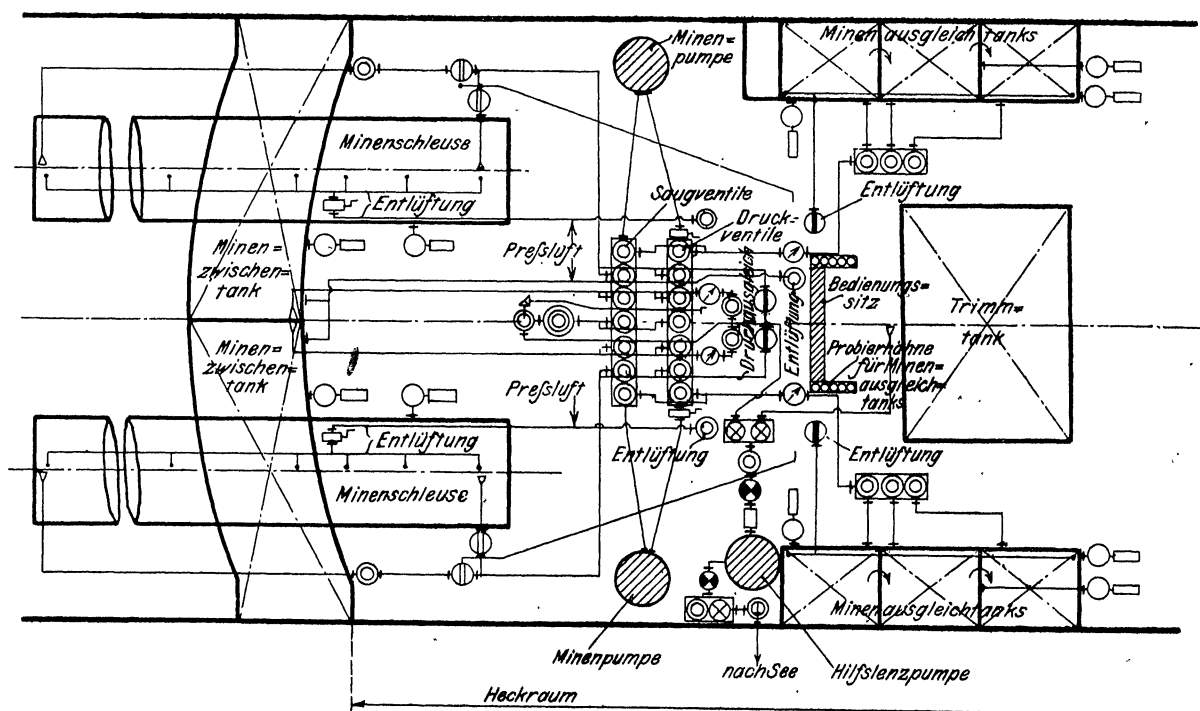 Minen=
pumpe
Minenausgleichtanks
Minenschleuse
Entlüftung
Saugventile
Druck-
ventile
Entlüftung
Minen=
zwischen=
tank
Preßluft
Druckausgleich
Entlüftung
Bedienungs=
sitz
Trimm=
tank
Minen=
zwischen=
tank
Probierhähne
für Minen=
ausgleich=
tanks
Preßluft
Entlüftung
Entlüftung
Entlüftung
Minenschleuse
Minenausgleichtanks
Minenpumpe
nach See
Hilfslenzpumpe
Heckraum